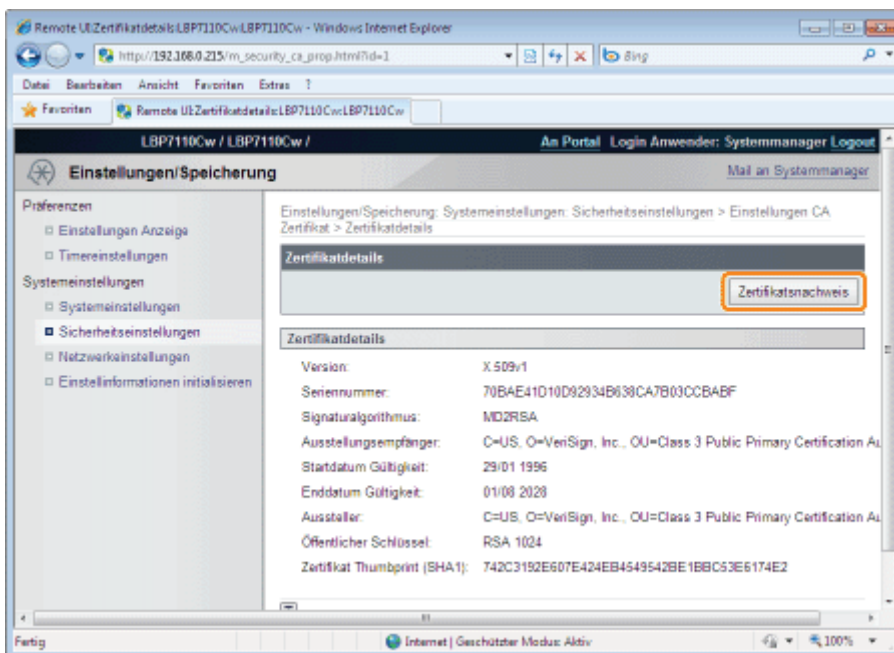 Remote UI:Zertifikatdetails:LBP7110Cw:LBP7110Cw - Windows Internet Explorer
http://192.168.0.215/m_security_ca_prop.html?id=1
Bing
Datei Bearbeiten Ansicht Favoriten Extras ?
Favoriten Remote UI:Zertifikatdetails:LBP7110Cw:LBP7110Cw
LBP7110Cw / LBP7110Cw / An Portal Login Anwender: Systemmanager Logout
Einstellungen/Speicherung Mail an Systemmanager
Präferenzen
Einstellungen Anzeige
Timereinstellungen
Systemeinstellungen
Systemeinstellungen
Sicherheitseinstellungen
Netzwerkeinstellungen
Einstellinformationen initialisieren
Einstellungen/Speicherung: Systemeinstellungen: Sicherheitseinstellungen > Einstellungen CA
Zertifikat > Zertifikatdetails
Zertifikatdetails
Zertifikatsnachweis
Zertifikatdetails
Version: X.509v1
Seriennummer: 70BAE41D10D92934B638CA7B03CCBABF
Signaturalgorithmus: MD2RSA
Ausstellungsempfänger: C=US, O=VeriSign, Inc., OU=Class 3 Public Primary Certification Au
Startdatum Gültigkeit: 29/01 1996
Enddatum Gültigkeit: 01/08 2028
Aussteller: C=US, O=VeriSign, Inc., OU=Class 3 Public Primary Certification Au
Öffentlicher Schlüssel: RSA 1024
Zertifikat Thumbprint (SHA1): 742C3192E607E424EB4549542BE1BBC53E6174E2
Fertig Internet | Geschützter Modus: Aktiv 100%